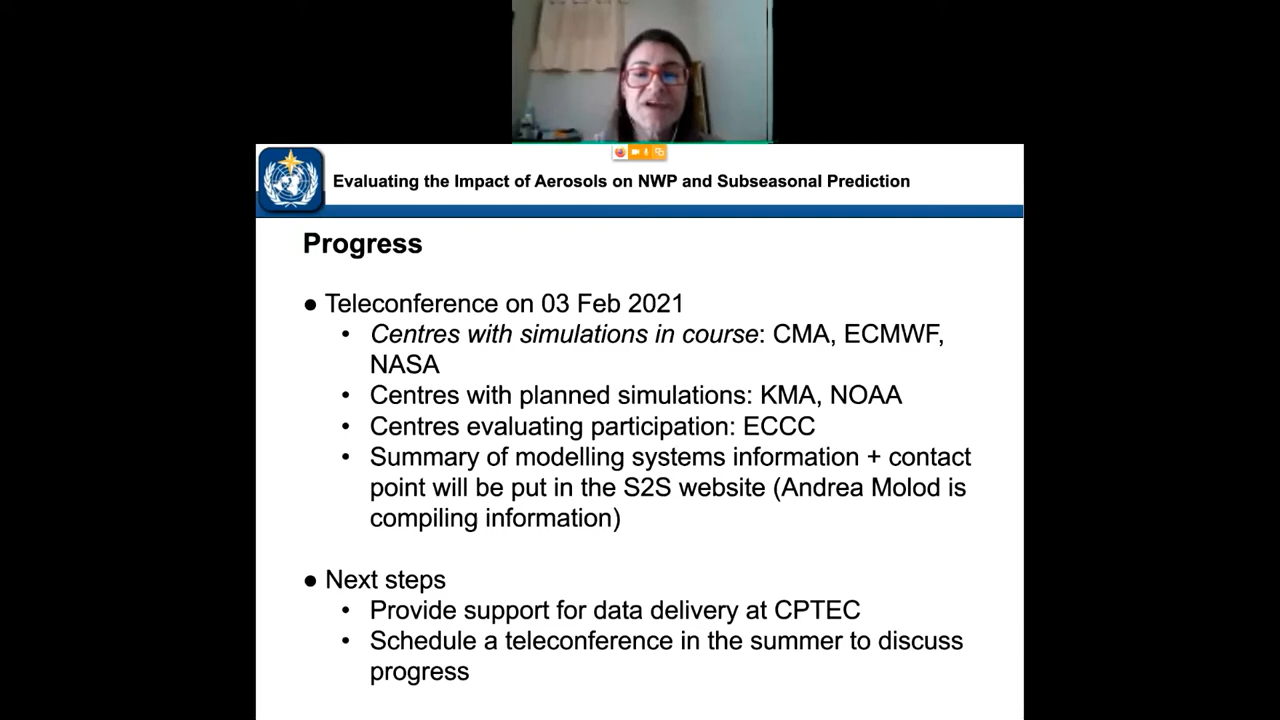 Evaluating the Impact of Aerosols on NWP and Subseasonal Prediction
Progress
● Teleconference on 03 Feb 2021
• Centres with simulations in course: CMA, ECMWF,
NASA
• Centres with planned simulations: KMA, NOAA
• Centres evaluating participation: ECCC
• Summary of modelling systems information + contact
point will be put in the S2S website (Andrea Molod is
compiling information)
● Next steps
• Provide support for data delivery at CPTEC
• Schedule a teleconference in the summer to discuss
progress